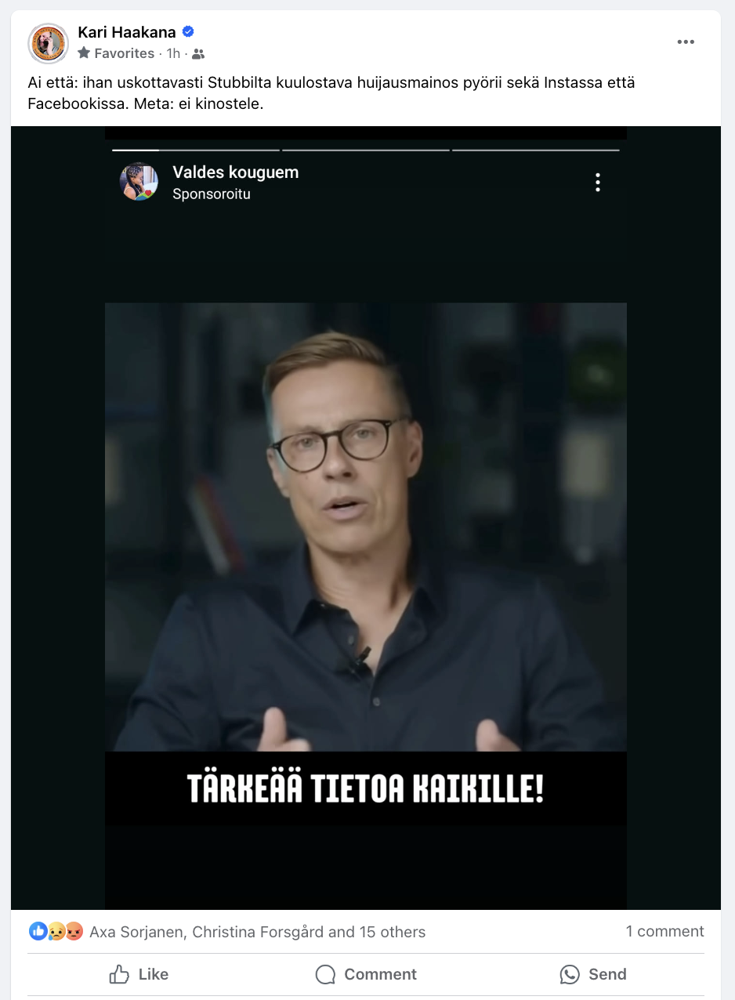 Kari Haakana
Favorites · 1h ·
Ai että: ihan uskottavasti Stubbilta kuulostava huijausmainos pyörii sekä Instassa että
Facebookissa. Meta: ei kinostele.
Valdes kouguem
Sponsoroitu
TÄRKEÄÄ TIETOA KAIKILLE!
Axa Sorjanen, Christina Forsgård and 15 others
1 comment
Like
Comment
Send